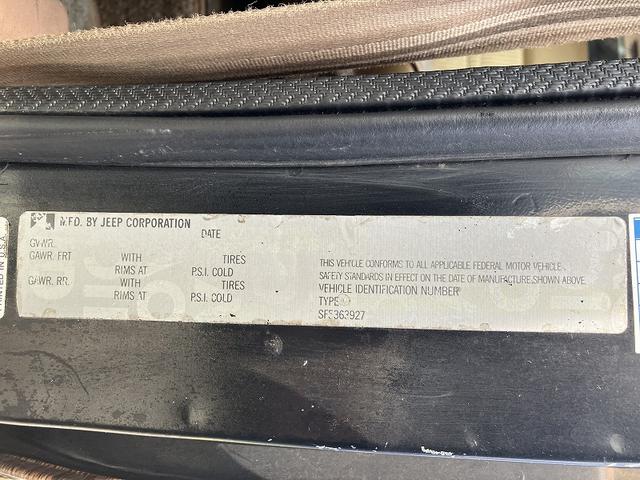 MFD. BY JEEP CORPORATION
DATE
GVWR.
GAWR. FRT WITH TIRES
RIMS AT P.S.I. COLD
GAWR. RR. WITH TIRES
RIMS AT P.S.I. COLD
THIS VEHICLE CONFORMS TO ALL APPLICABLE FEDERAL MOTOR VEHICLE
SAFETY STANDARDS IN EFFECT ON THE DATE OF MANUFACTURE SHOWN ABOVE
VEHICLE IDENTIFICATION NUMBER
TYPE
PRINTED IN U.S.A.